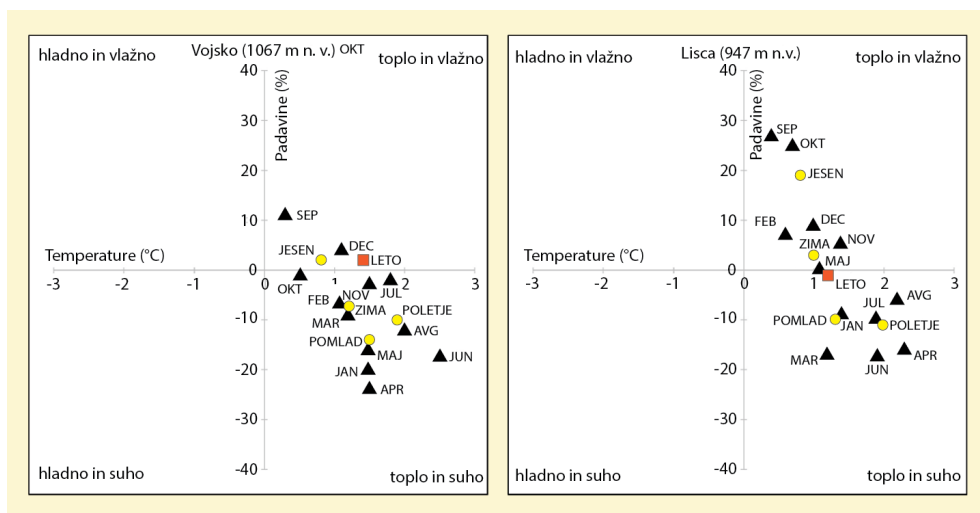 hladno in vlažno
Vojsko (1067 m n. v.) OKT
toplo in vlažno
40
Padavine (%)
30
20
10
SEP
JESEN
DEC
LETO
Temperature (°C)
0
-3
-2
-1
0
1
2
3
OKT
NOV
JUL
FEB
ZIMA
POLETJE
-10
MAR
AVG
POMLAD
MAJ
JUN
-20
JAN
APR
-30
-40
hladno in suho
toplo in suho
hladno in vlažno
Lisca (947 m n.v.)
toplo in vlažno
40
Padavine (%)
30
SEP
OKT
20
JESEN
10
FEB
DEC
ZIMA
NOV
MAJ
Temperature (°C)
0
-3
-2
-1
0
1
2
3
LETO
JUL
AVG
-10
POMLAD
JAN
POLETJE
MAR
JUN
APR
-20
-30
-40
hladno in suho
toplo in suho